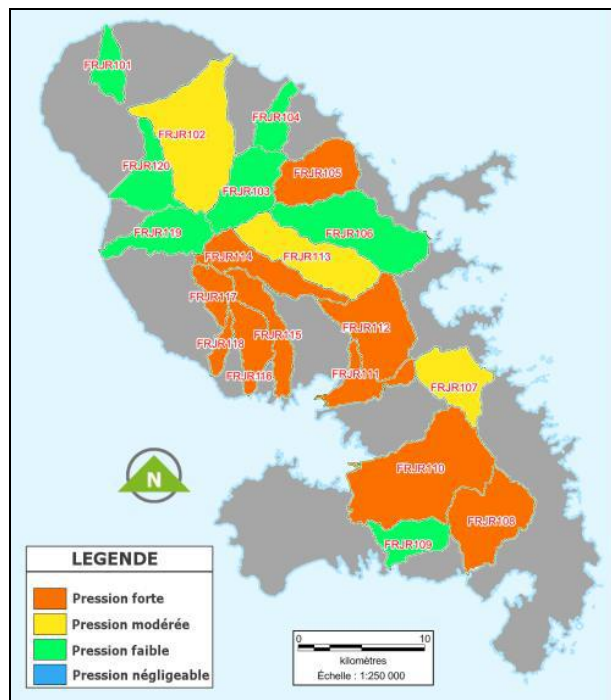 FRJR101
FRJR104
FRJR102
FRJR105
FRJR120
FRJR103
FRJR106
FRJR119
FRJR114
FRJR113
FRJR117
FRJR112
FRJR115
FRJR118
FRJR107
FRJR116
FRJR111
FRJR110
N
FRJR108
FRJR109
LEGENDE
Pression forte
Pression modérée
Pression faible
Pression négligeable
0
10
kilomètres
Échelle : 1:250 000